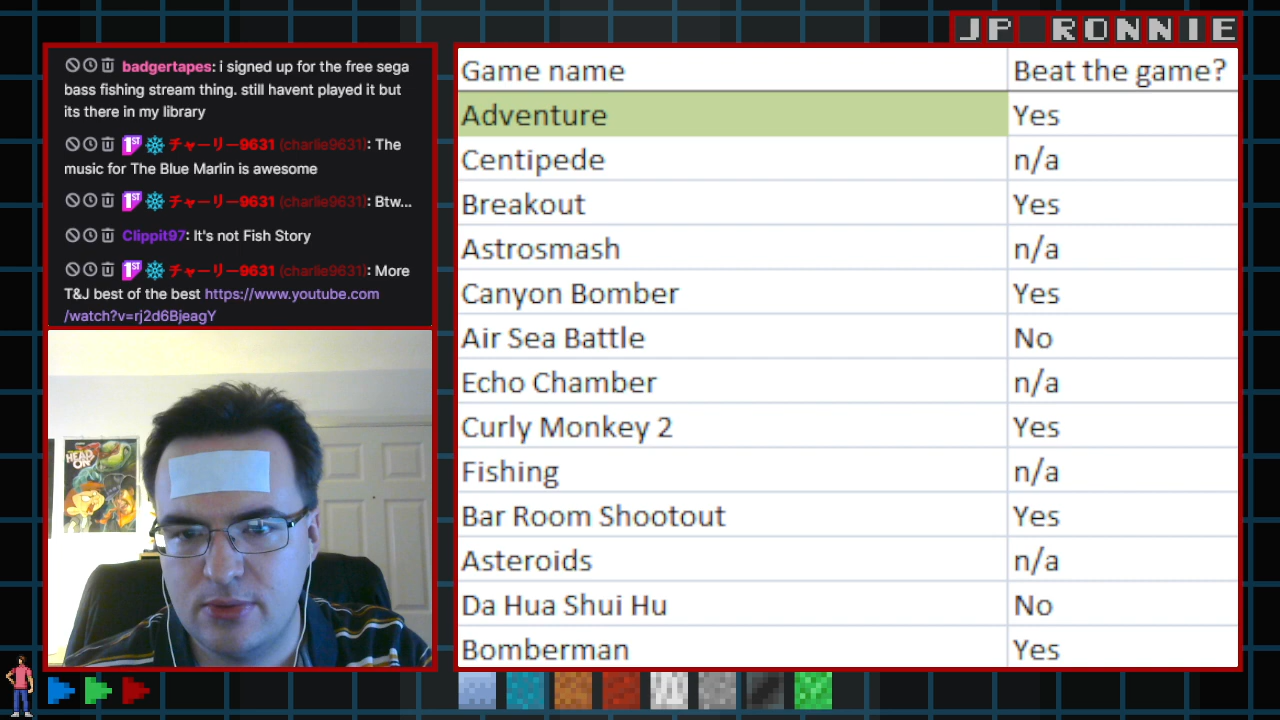 JP RONNIE
badgertapes: i signed up for the free sega
bass fishing stream thing. still havent played it but
its there in my library
1ST チャーリー9631 (charlie9631): The
music for The Blue Marlin is awesome
1ST チャーリー9631 (charlie9631): Btw...
Clippit97: It's not Fish Story
1ST チャーリー9631 (charlie9631): More
T&J best of the best https://www.youtube.com
/watch?v=rj2d6BjeagY
HEAD
ON
Game name Beat the game?
Adventure Yes
Centipede n/a
Breakout Yes
Astrosmash n/a
Canyon Bomber Yes
Air Sea Battle No
Echo Chamber n/a
Curly Monkey 2 Yes
Fishing n/a
Bar Room Shootout Yes
Asteroids n/a
Da Hua Shui Hu No
Bomberman Yes